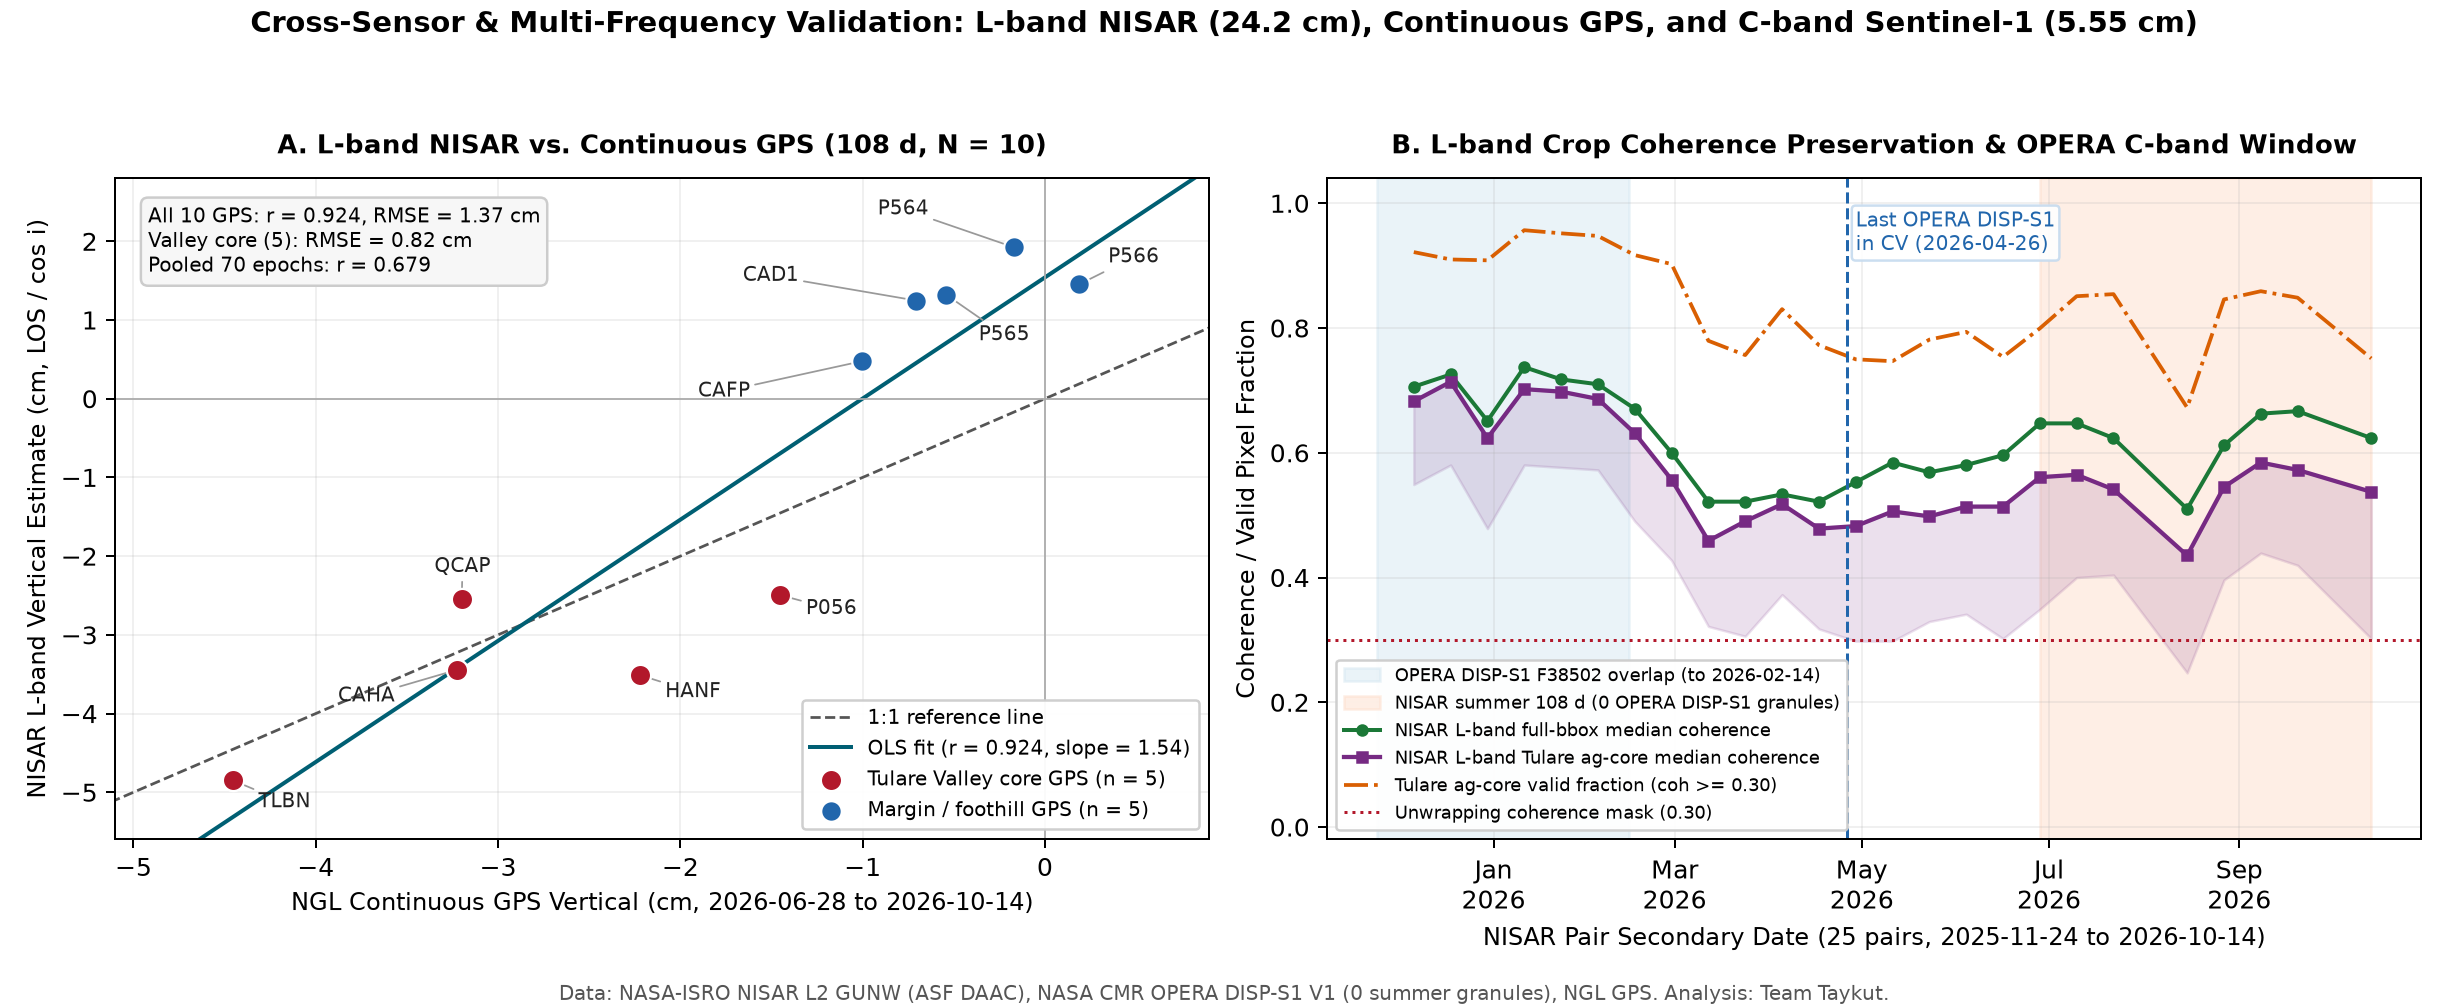 Cross-Sensor & Multi-Frequency Validation: L-band NISAR (24.2 cm), Continuous GPS, and C-band Sentinel-1 (5.55 cm)
A. L-band NISAR vs. Continuous GPS (108 d, N = 10)
NISAR L-band Vertical Estimate (cm, LOS / cos i)
2
1
0
−1
−2
−3
−4
−5
All 10 GPS: r = 0.924, RMSE = 1.37 cm
Valley core (5): RMSE = 0.82 cm
Pooled 70 epochs: r = 0.679
P564
P566
CAD1
P565
CAFP
QCAP
P056
CAHA
HANF
TLBN
1:1 reference line
OLS fit (r = 0.924, slope = 1.54)
Tulare Valley core GPS (n = 5)
Margin / foothill GPS (n = 5)
−5
−4
−3
−2
−1
0
NGL Continuous GPS Vertical (cm, 2026-06-28 to 2026-10-14)
B. L-band Crop Coherence Preservation & OPERA C-band Window
Coherence / Valid Pixel Fraction
1.0
0.8
0.6
0.4
0.2
0.0
Last OPERA DISP-S1
in CV (2026-04-26)
OPERA DISP-S1 F38502 overlap (to 2026-02-14)
NISAR summer 108 d (0 OPERA DISP-S1 granules)
NISAR L-band full-bbox median coherence
NISAR L-band Tulare ag-core median coherence
Tulare ag-core valid fraction (coh >= 0.30)
Unwrapping coherence mask (0.30)
Jan
2026
Mar
2026
May
2026
Jul
2026
Sep
2026
NISAR Pair Secondary Date (25 pairs, 2025-11-24 to 2026-10-14)
Data: NASA-ISRO NISAR L2 GUNW (ASF DAAC), NASA CMR OPERA DISP-S1 V1 (0 summer granules), NGL GPS. Analysis: Team Taykut.